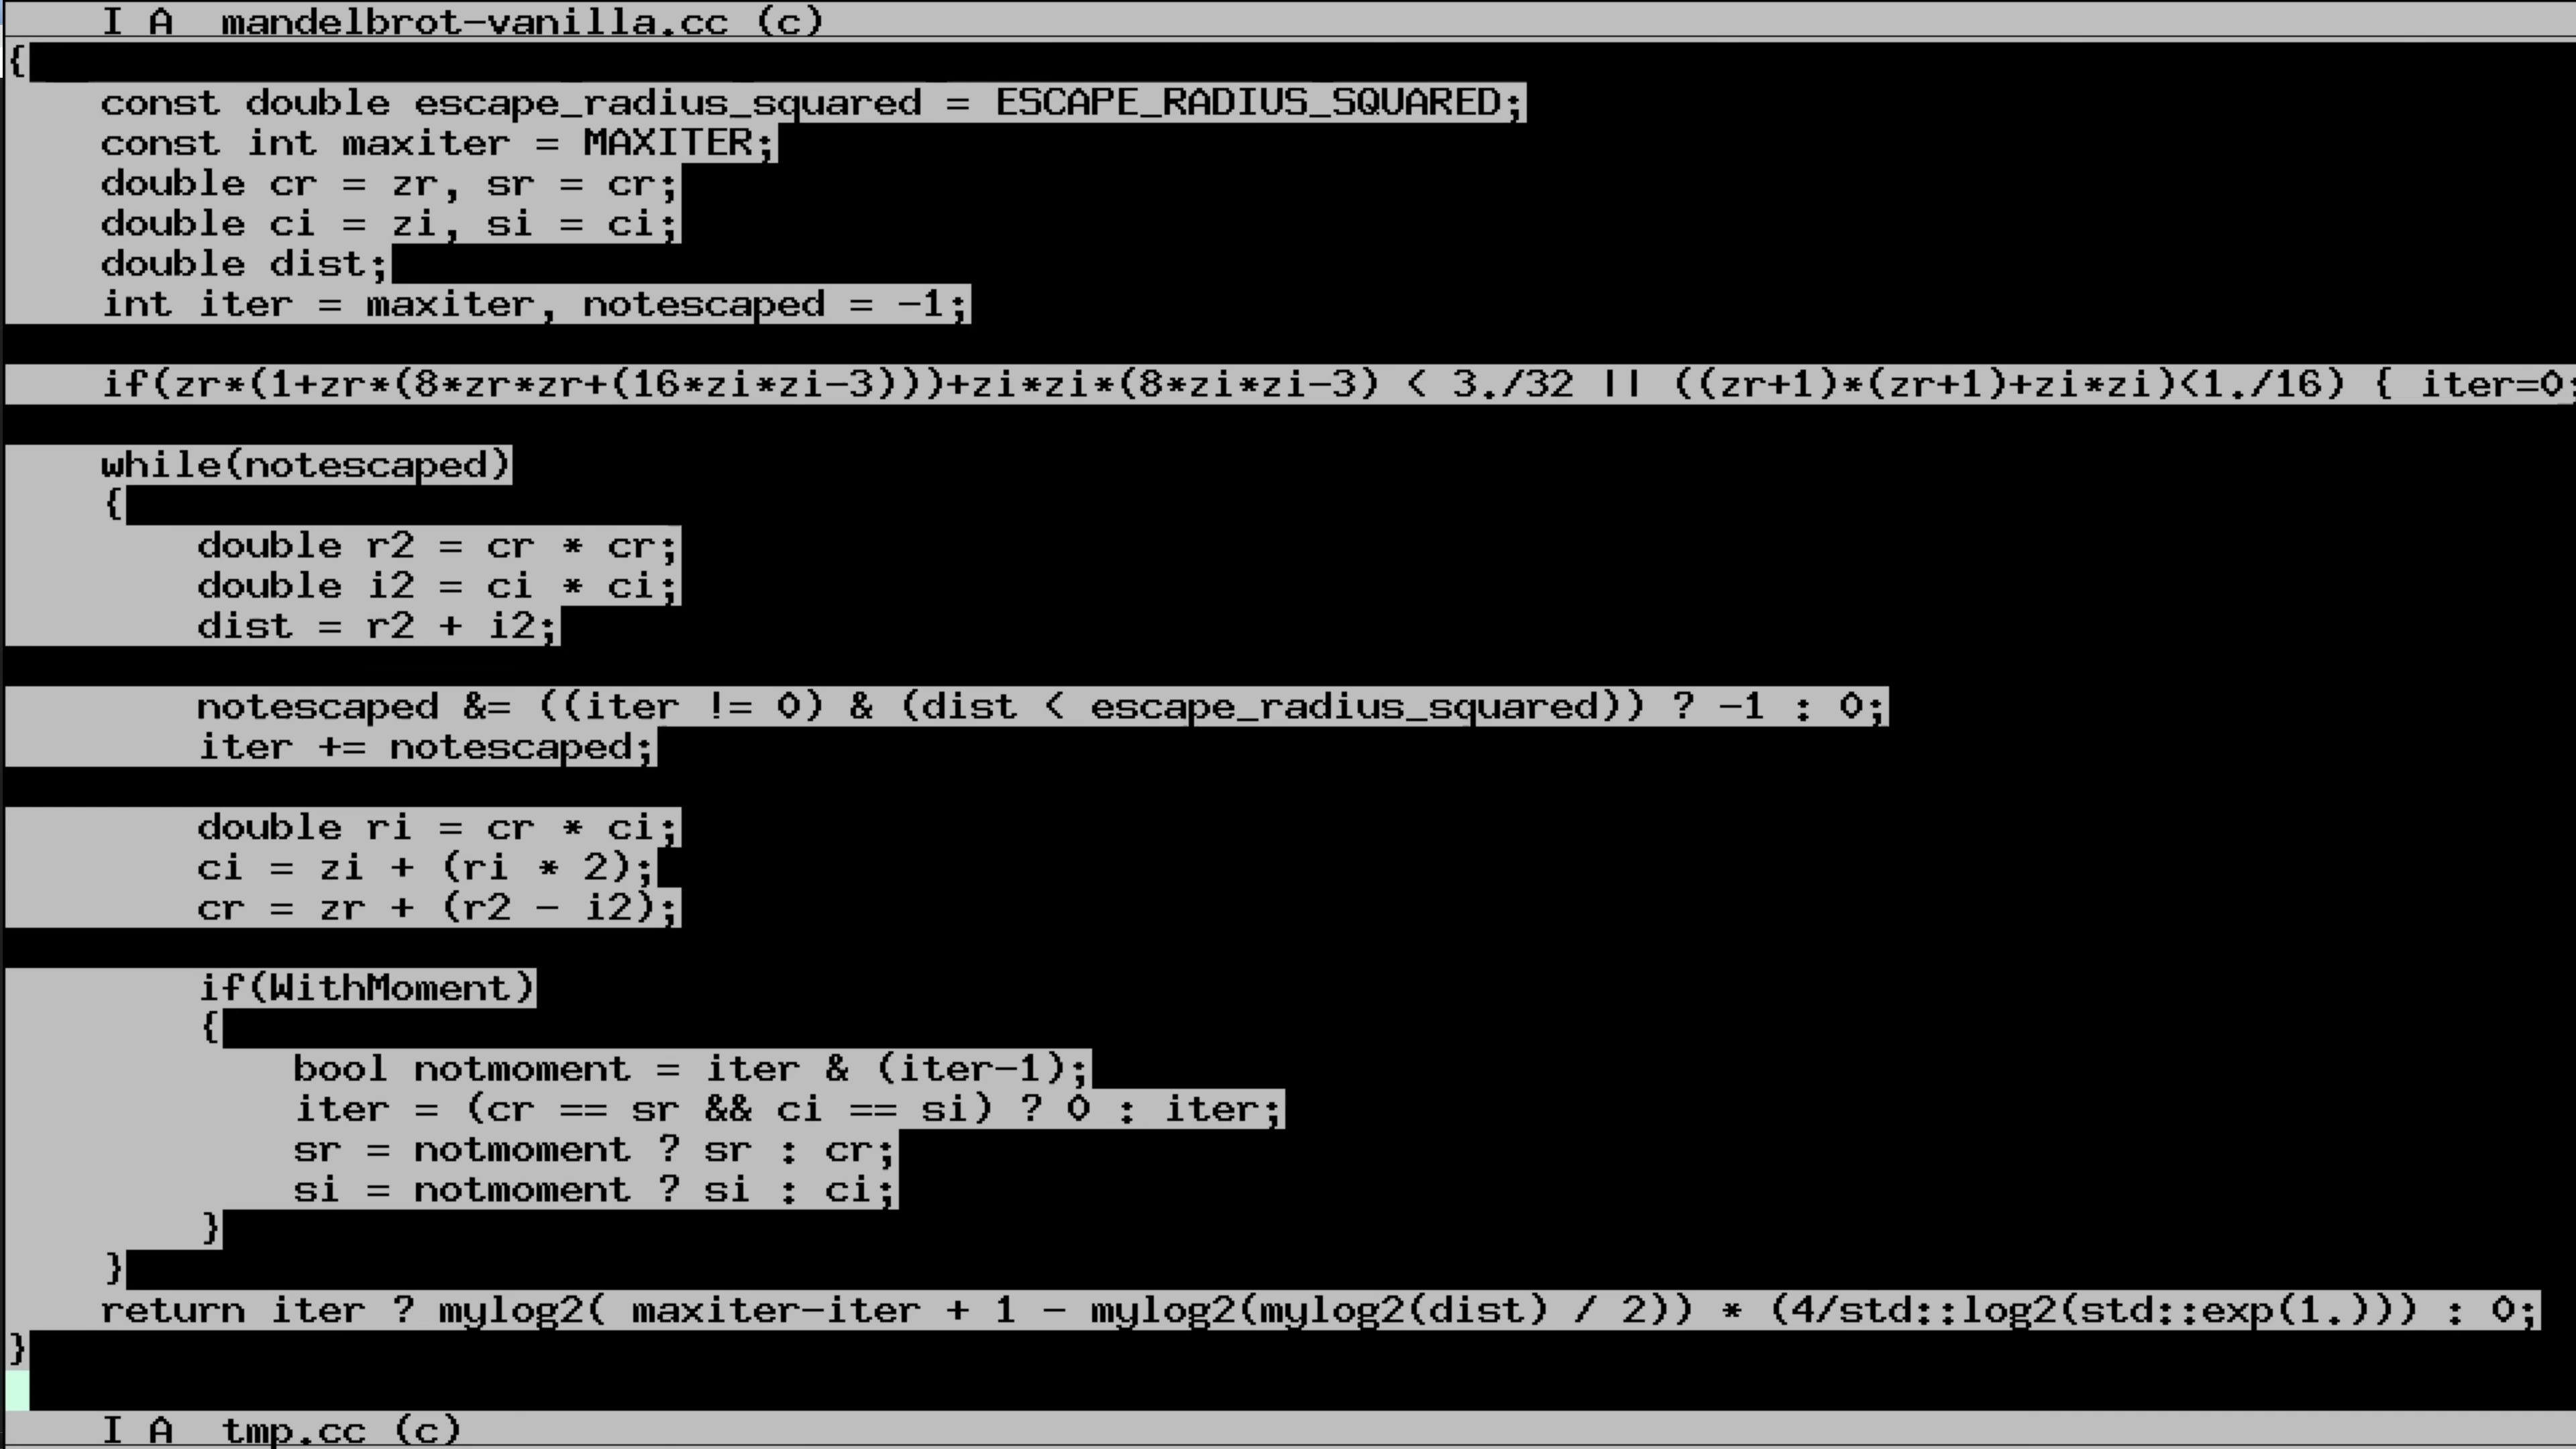 I A  mandelbrot-vanilla.cc (c)
{
    const double escape_radius_squared = ESCAPE_RADIUS_SQUARED;
    const int maxiter = MAXITER;
    double cr = zr, sr = cr;
    double ci = zi, si = ci;
    double dist;
    int iter = maxiter, notescaped = -1;

    if(zr*(1+zr*(8*zr*zr+(16*zi*zi-3)))+zi*zi*(8*zi*zi-3) < 3./32 || ((zr+1)*(zr+1)+zi*zi)<1./16) { iter=0;

    while(notescaped)
    {
        double r2 = cr * cr;
        double i2 = ci * ci;
        dist = r2 + i2;

        notescaped &= ((iter != 0) & (dist < escape_radius_squared)) ? -1 : 0;
        iter += notescaped;

        double ri = cr * ci;
        ci = zi + (ri * 2);
        cr = zr + (r2 - i2);

        if(WithMoment)
        {
            bool notmoment = iter & (iter-1);
            iter = (cr == sr && ci == si) ? 0 : iter;
            sr = notmoment ? sr : cr;
            si = notmoment ? si : ci;
        }
    }
    return iter ? mylog2( maxiter-iter + 1 - mylog2(mylog2(dist) / 2)) * (4/std::log2(std::exp(1.))) : 0;
}
I A  tmp.cc (c)